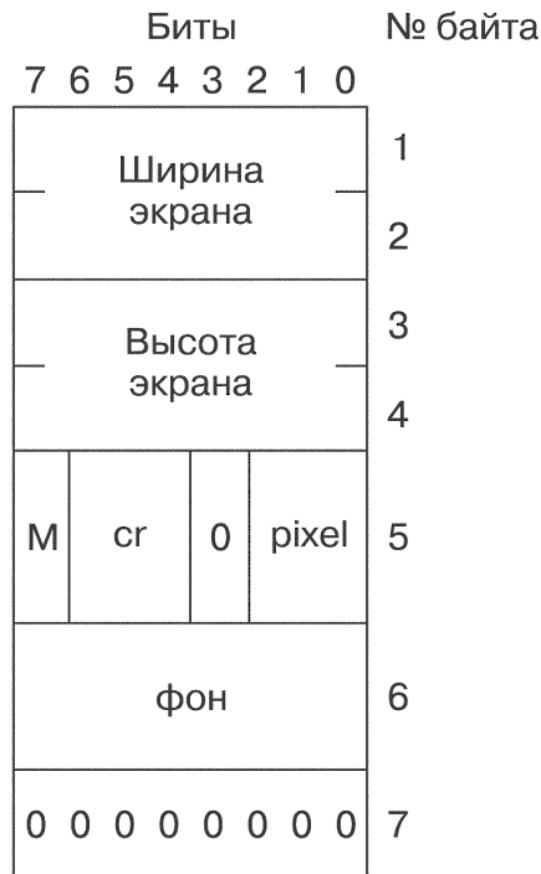 Биты № байта
7 6 5 4 3 2 1 0
Ширина
экрана
1
2
Высота
экрана
3
4
M cr 0 pixel 5
фон 6
0 0 0 0 0 0 0 0 7